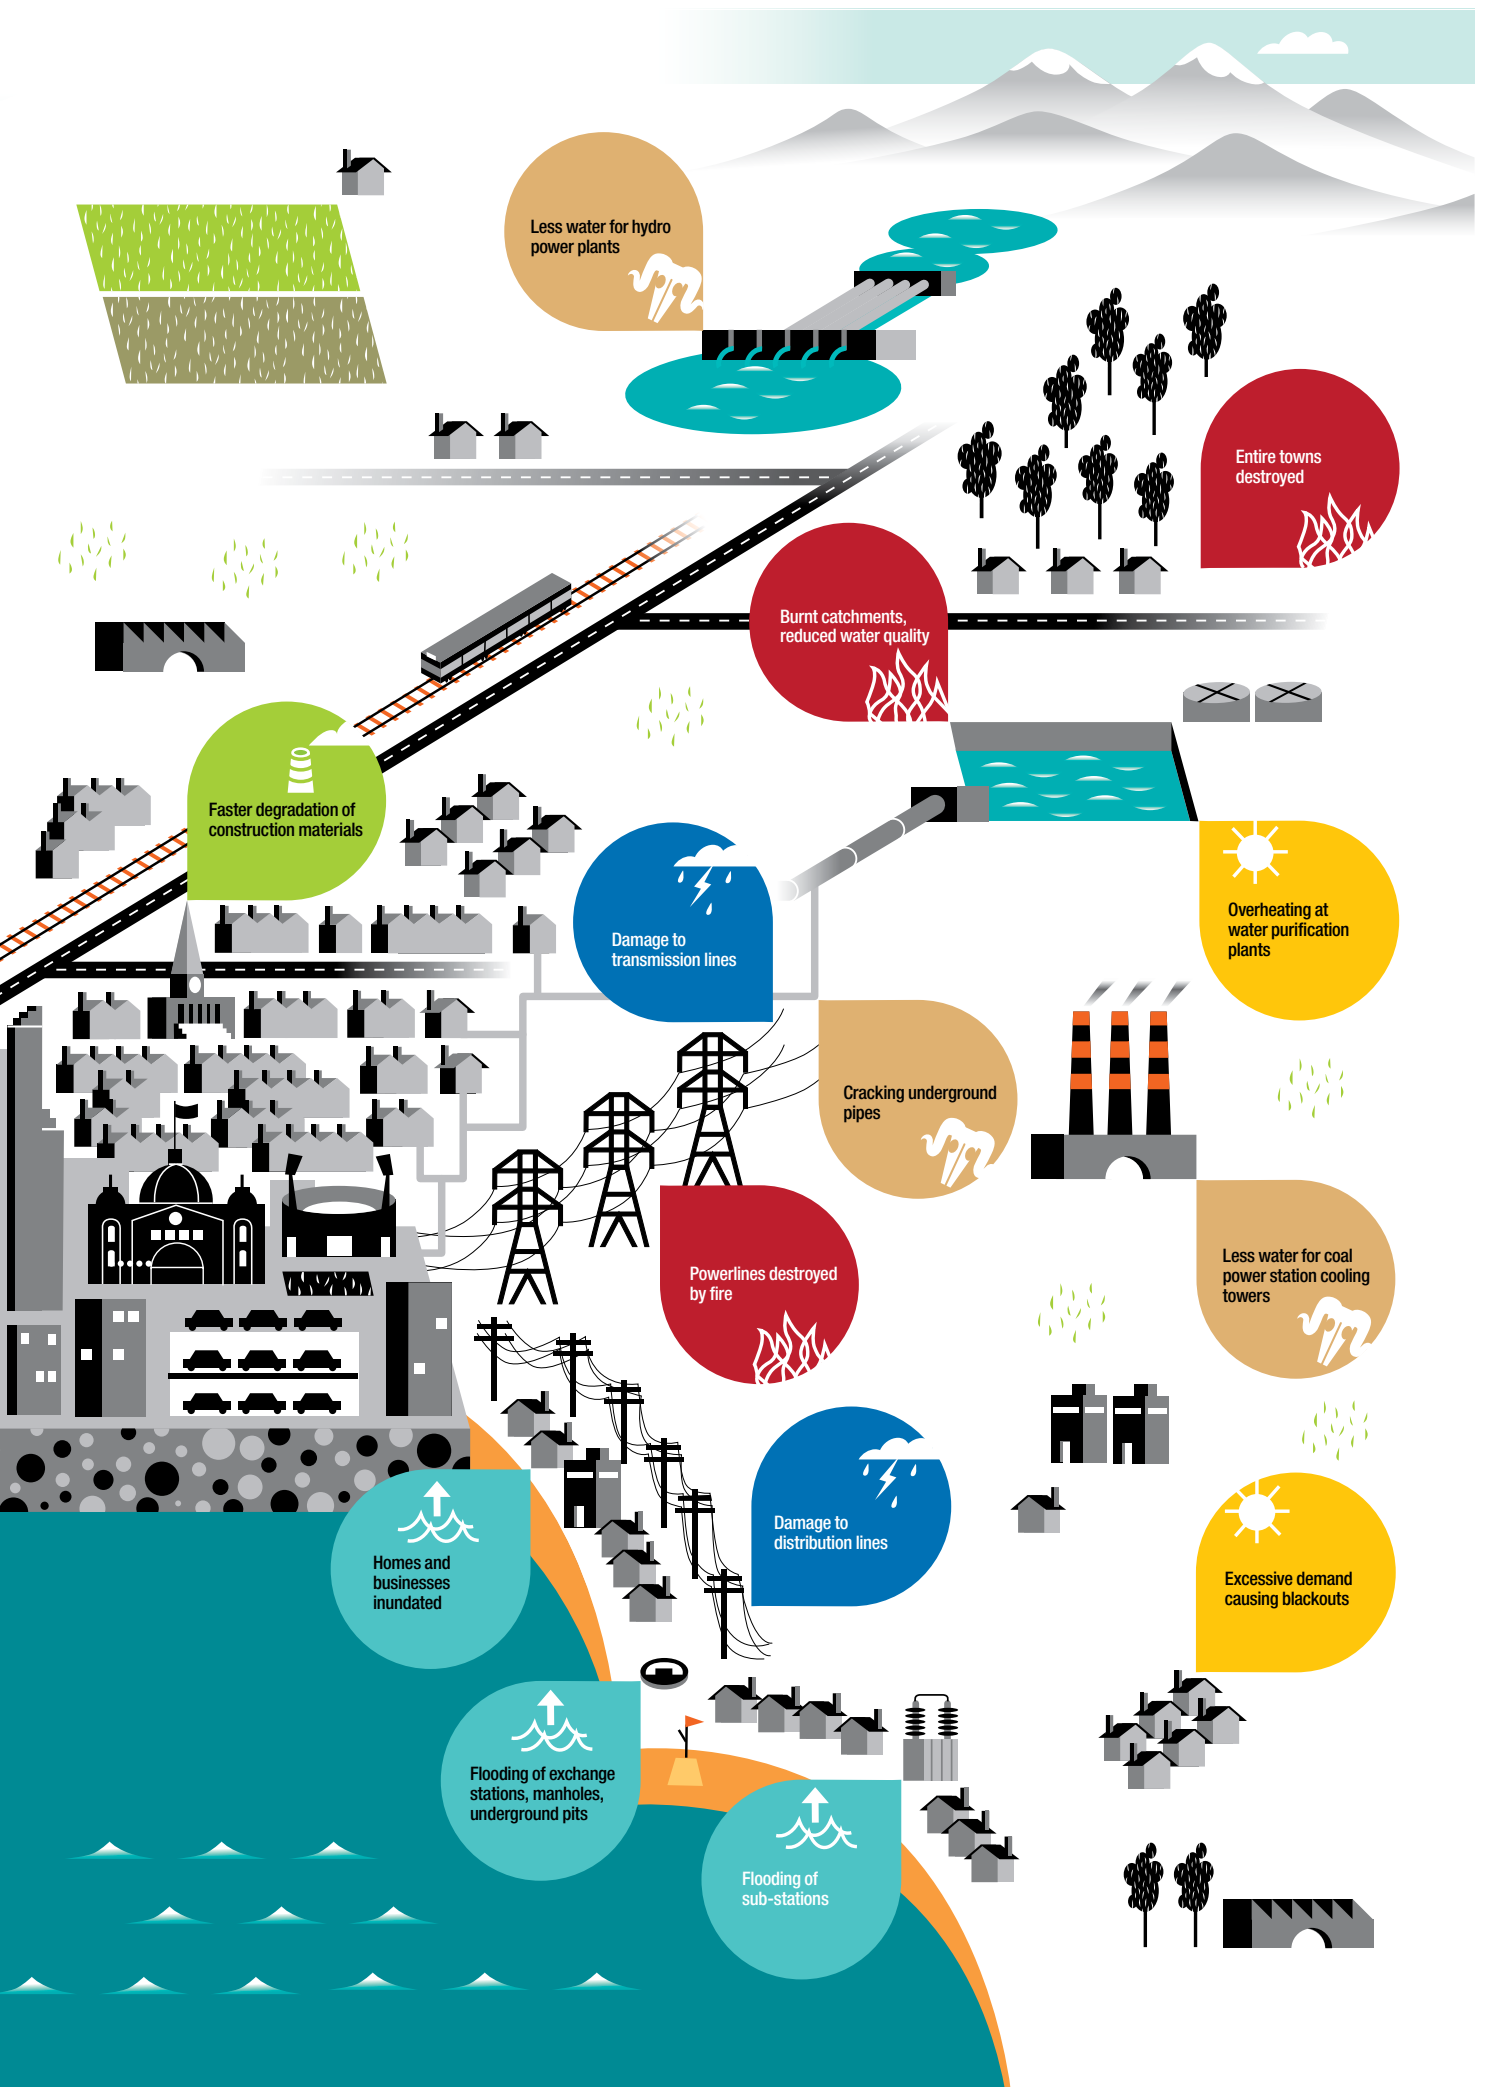 Less water for hydro
power plants
Entire towns
destroyed
Burnt catchments,
reduced water quality
Faster degradation of
construction materials
Damage to
transmission lines
Overheating at
water purification
plants
Cracking underground
pipes
Less water for coal
power station cooling
towers
Powerlines destroyed
by fire
Damage to
distribution lines
Homes and
businesses
inundated
Excessive demand
causing blackouts
Flooding of exchange
stations, manholes,
underground pits
Flooding of
sub-stations